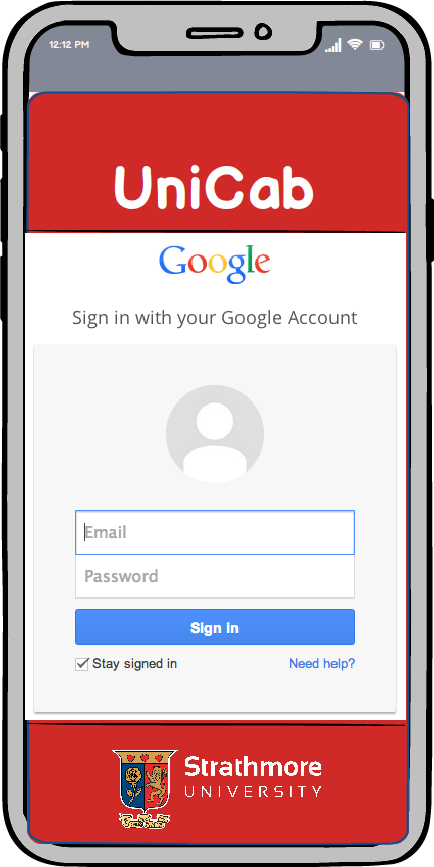 12:12 PM
UniCab
Google
Sign in with your Google Account
Email
Password
Sign in
Stay signed in
Need help?
Strathmore
UNIVERSITY